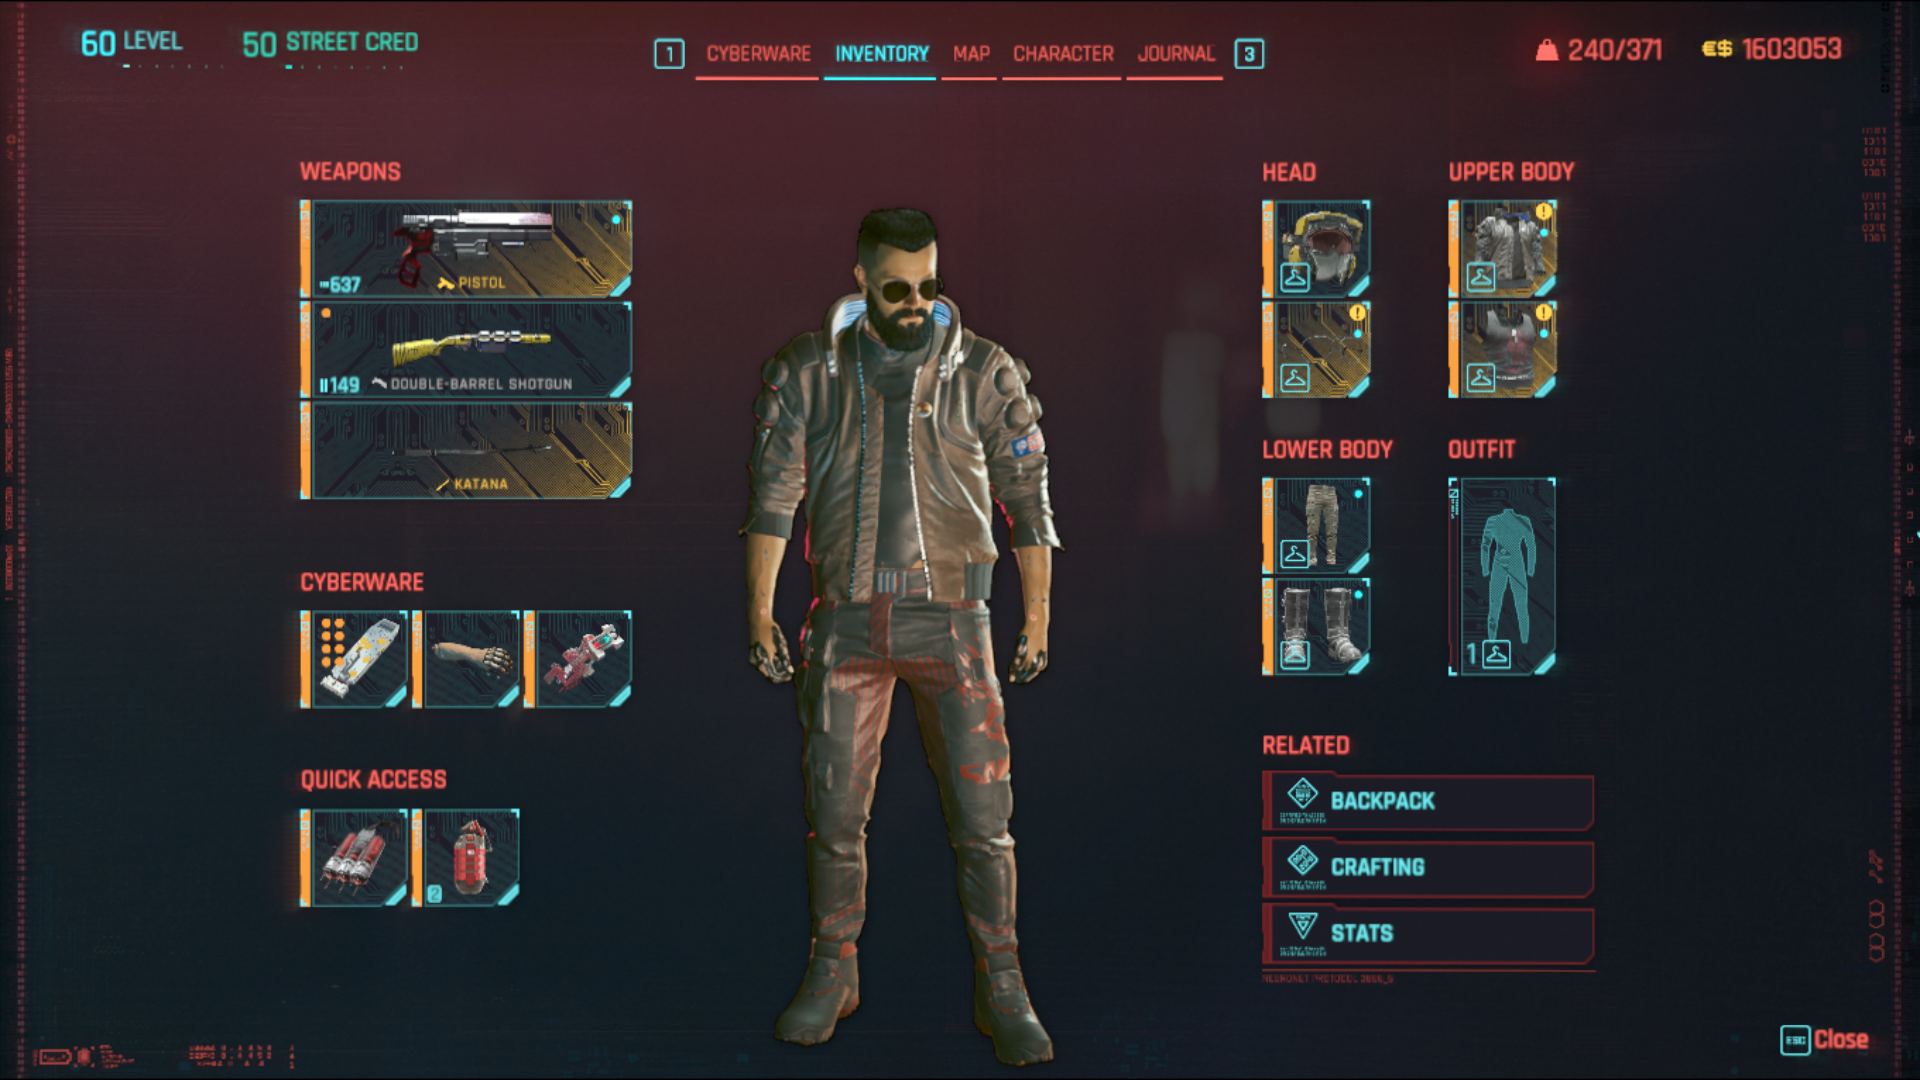 60 LEVEL
50 STREET CRED
1 CYBERWARE INVENTORY MAP CHARACTER JOURNAL 3
240/371
€$ 1603053
WEAPONS
637 PISTOL
149 DOUBLE-BARREL SHOTGUN
KATANA
CYBERWARE
QUICK ACCESS
2
HEAD
UPPER BODY
LOWER BODY
OUTFIT
1
RELATED
BACKPACK
CRAFTING
STATS
ESC Close